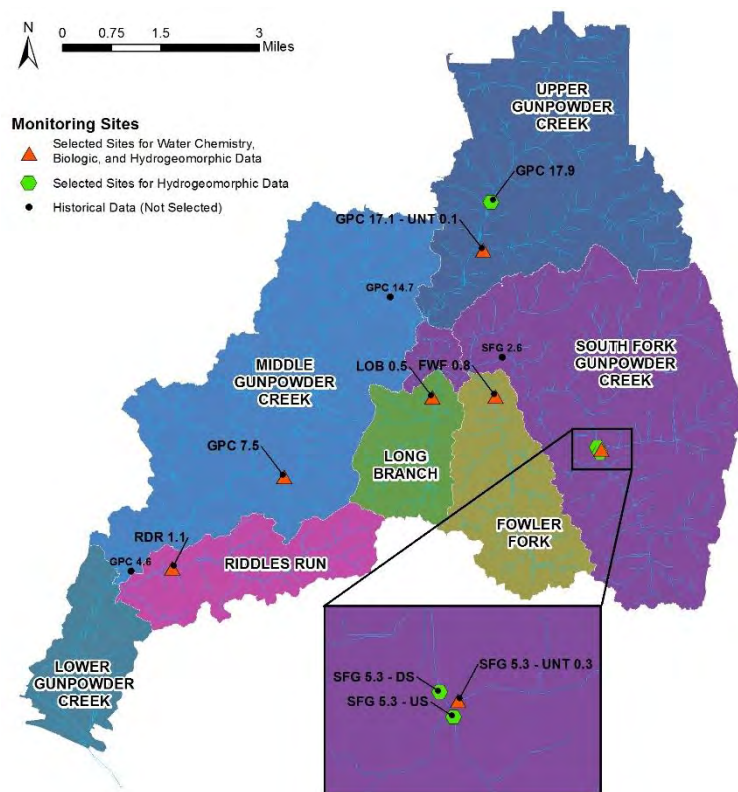 N
0 0.75 1.5 3
Miles
Monitoring Sites
Selected Sites for Water Chemistry,
Biologic, and Hydrogeomorphic Data
Selected Sites for Hydrogeomorphic Data
Historical Data (Not Selected)
UPPER
GUNPOWDER
CREEK
GPC 17.9
GPC 17.1 - UNT 0.1
GPC 14.7
SFG 2.6
SOUTH FORK
GUNPOWDER
CREEK
MIDDLE
GUNPOWDER
CREEK
LOB 0.5
FWF 0.8
GPC 7.5
LONG
BRANCH
FOWLER
FORK
RDR 1.1
GPC 4.6
RIDDLES RUN
LOWER
GUNPOWDER
CREEK
SFG 5.3 - DS
SFG 5.3 - UNT 0.3
SFG 5.3 - US